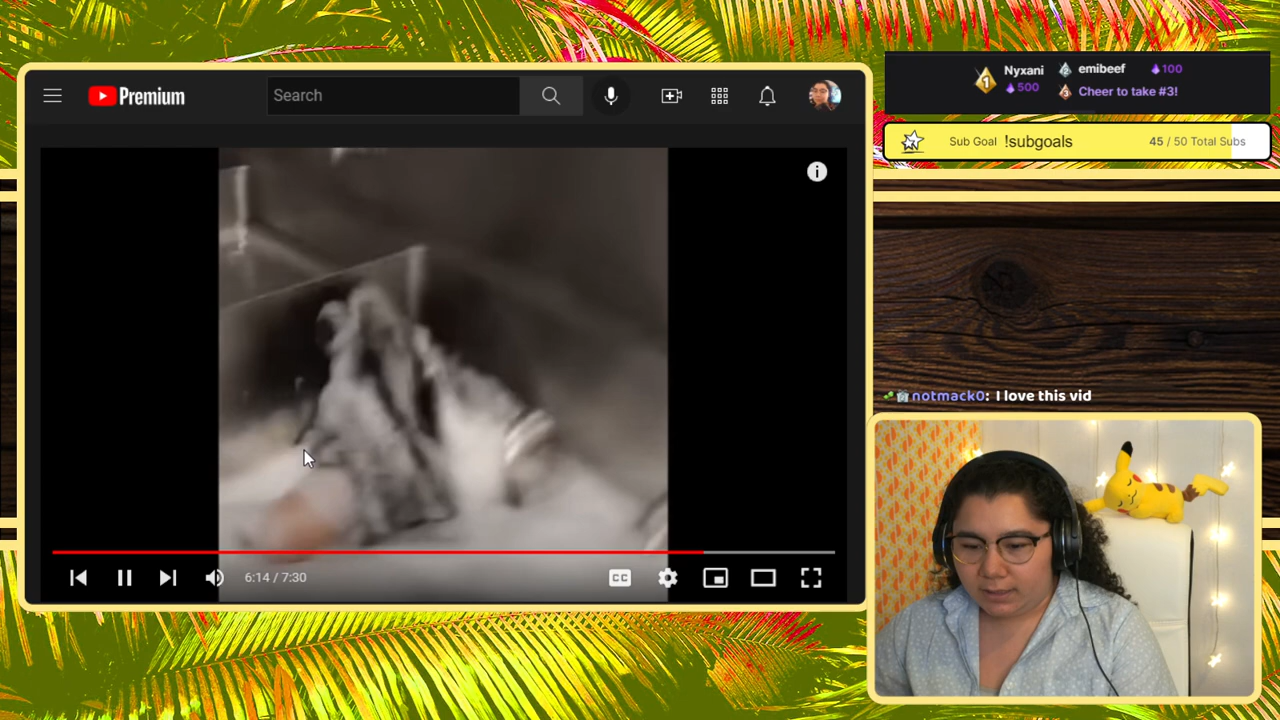 Premium
Search
Nyxani
500
emibeef
100
Cheer to take #3!
Sub Goal !subgoals
45 / 50 Total Subs
notmack0: I love this vid
6:14 / 7:30
CC